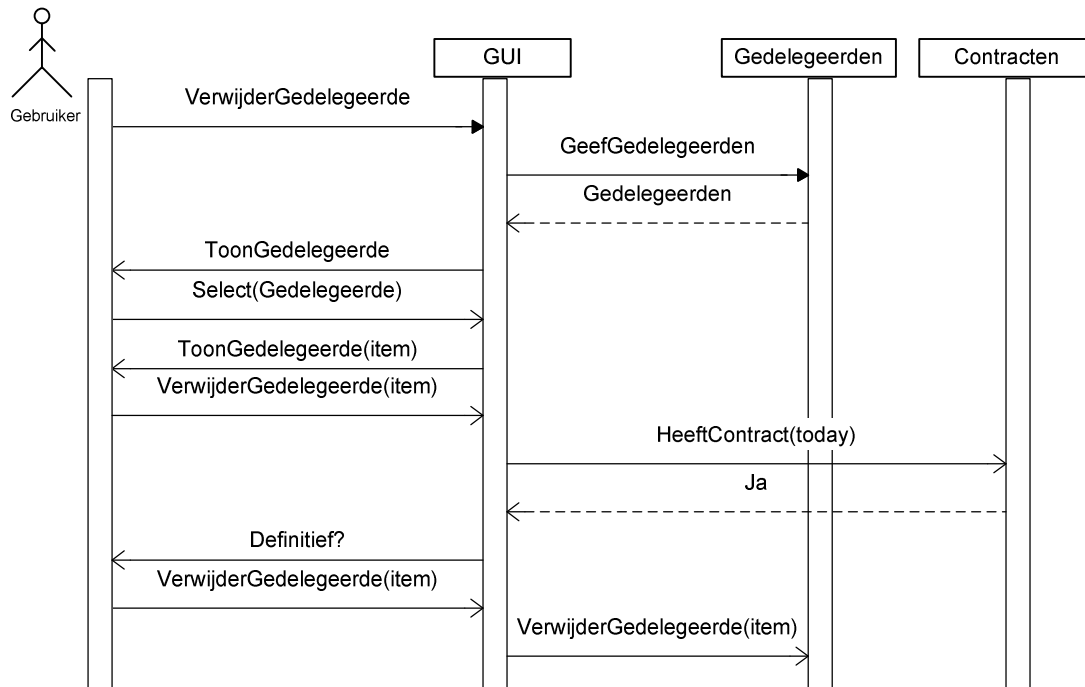 GUI
Gedelegeerden
Contracten
Gebruiker
VerwijderGedelegeerde
GeefGedelegeerden
Gedelegeerden
ToonGedelegeerde
Select(Gedelegeerde)
ToonGedelegeerde(item)
VerwijderGedelegeerde(item)
HeeftContract(today)
Ja
Definitief?
VerwijderGedelegeerde(item)
VerwijderGedelegeerde(item)